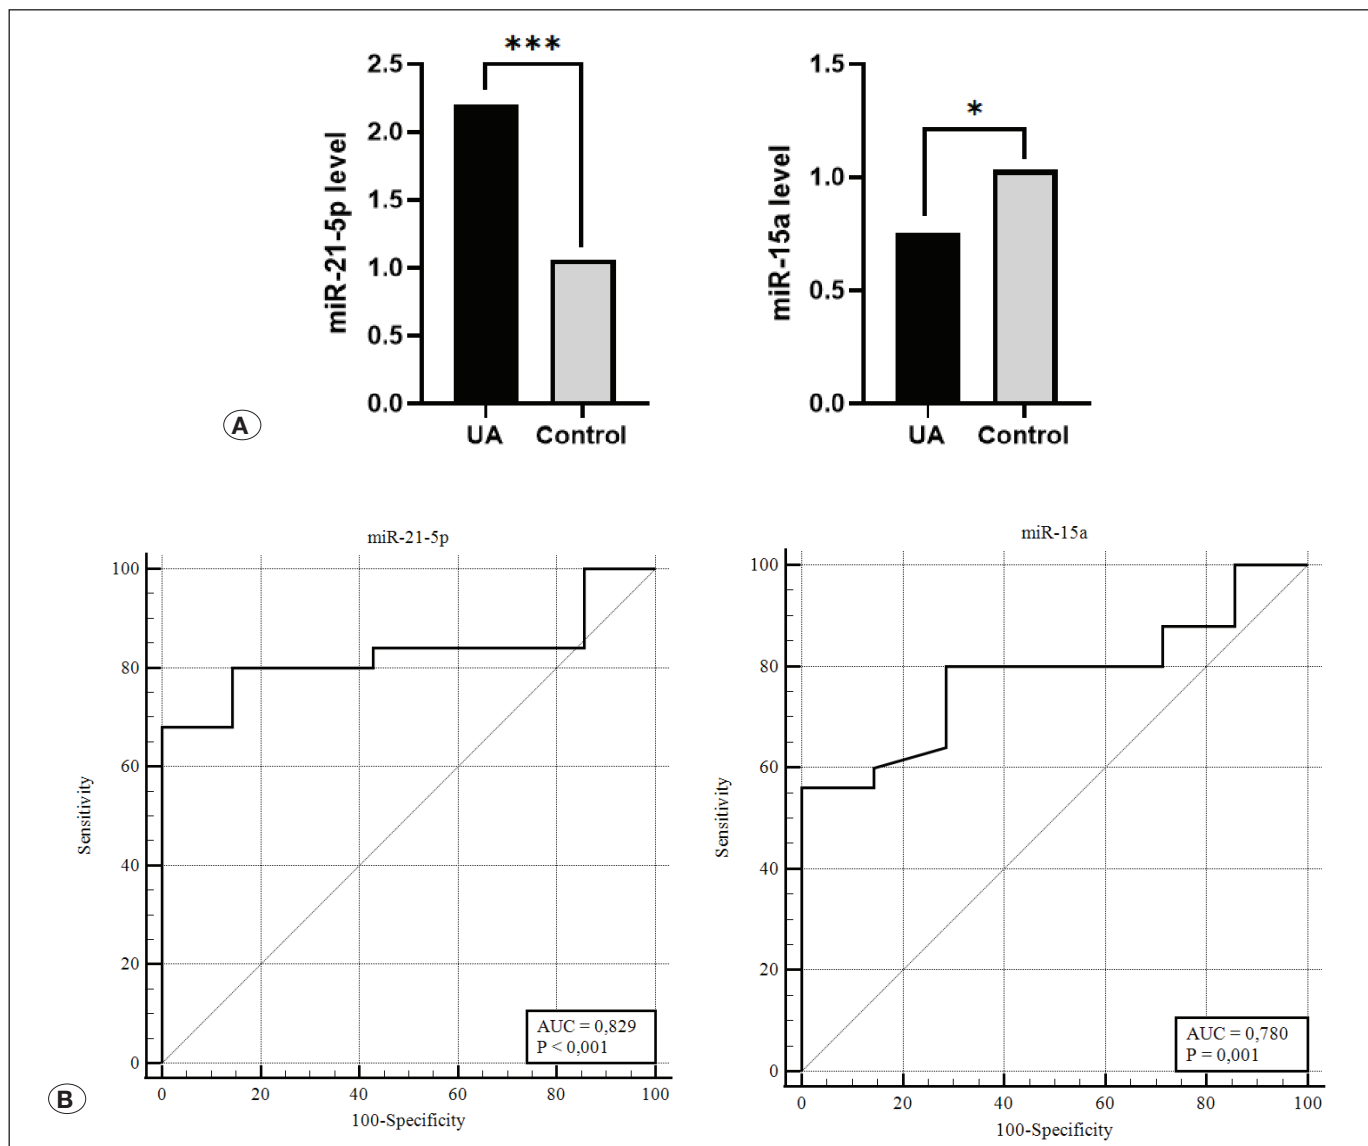 ***
2.5
2.0
1.5
1.0
0.5
0.0
miR-21-5p level
UA Control
*
1.5
1.0
0.5
0.0
miR-15a level
UA Control
A
miR-21-5p
100
80
60
40
20
0
Sensitivity
0 20 40 60 80 100
100-Specificity
AUC = 0,829
P < 0,001
miR-15a
100
80
60
40
20
0
Sensitivity
0 20 40 60 80 100
100-Specificity
AUC = 0,780
P = 0,001
B